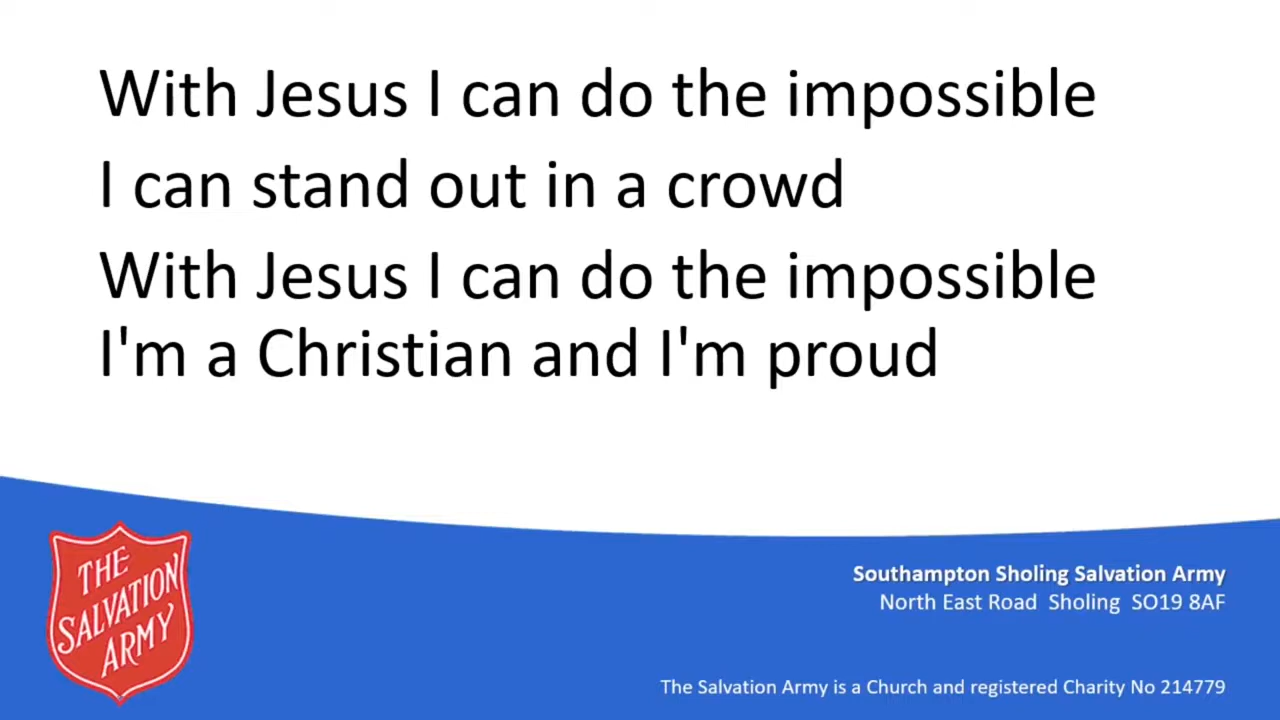 With Jesus I can do the impossible
I can stand out in a crowd
With Jesus I can do the impossible
I'm a Christian and I'm proud
THE
SALVATION
ARMY
Southampton Sholing Salvation Army
North East Road  Sholing  SO19 8AF
The Salvation Army is a Church and registered Charity No 214779